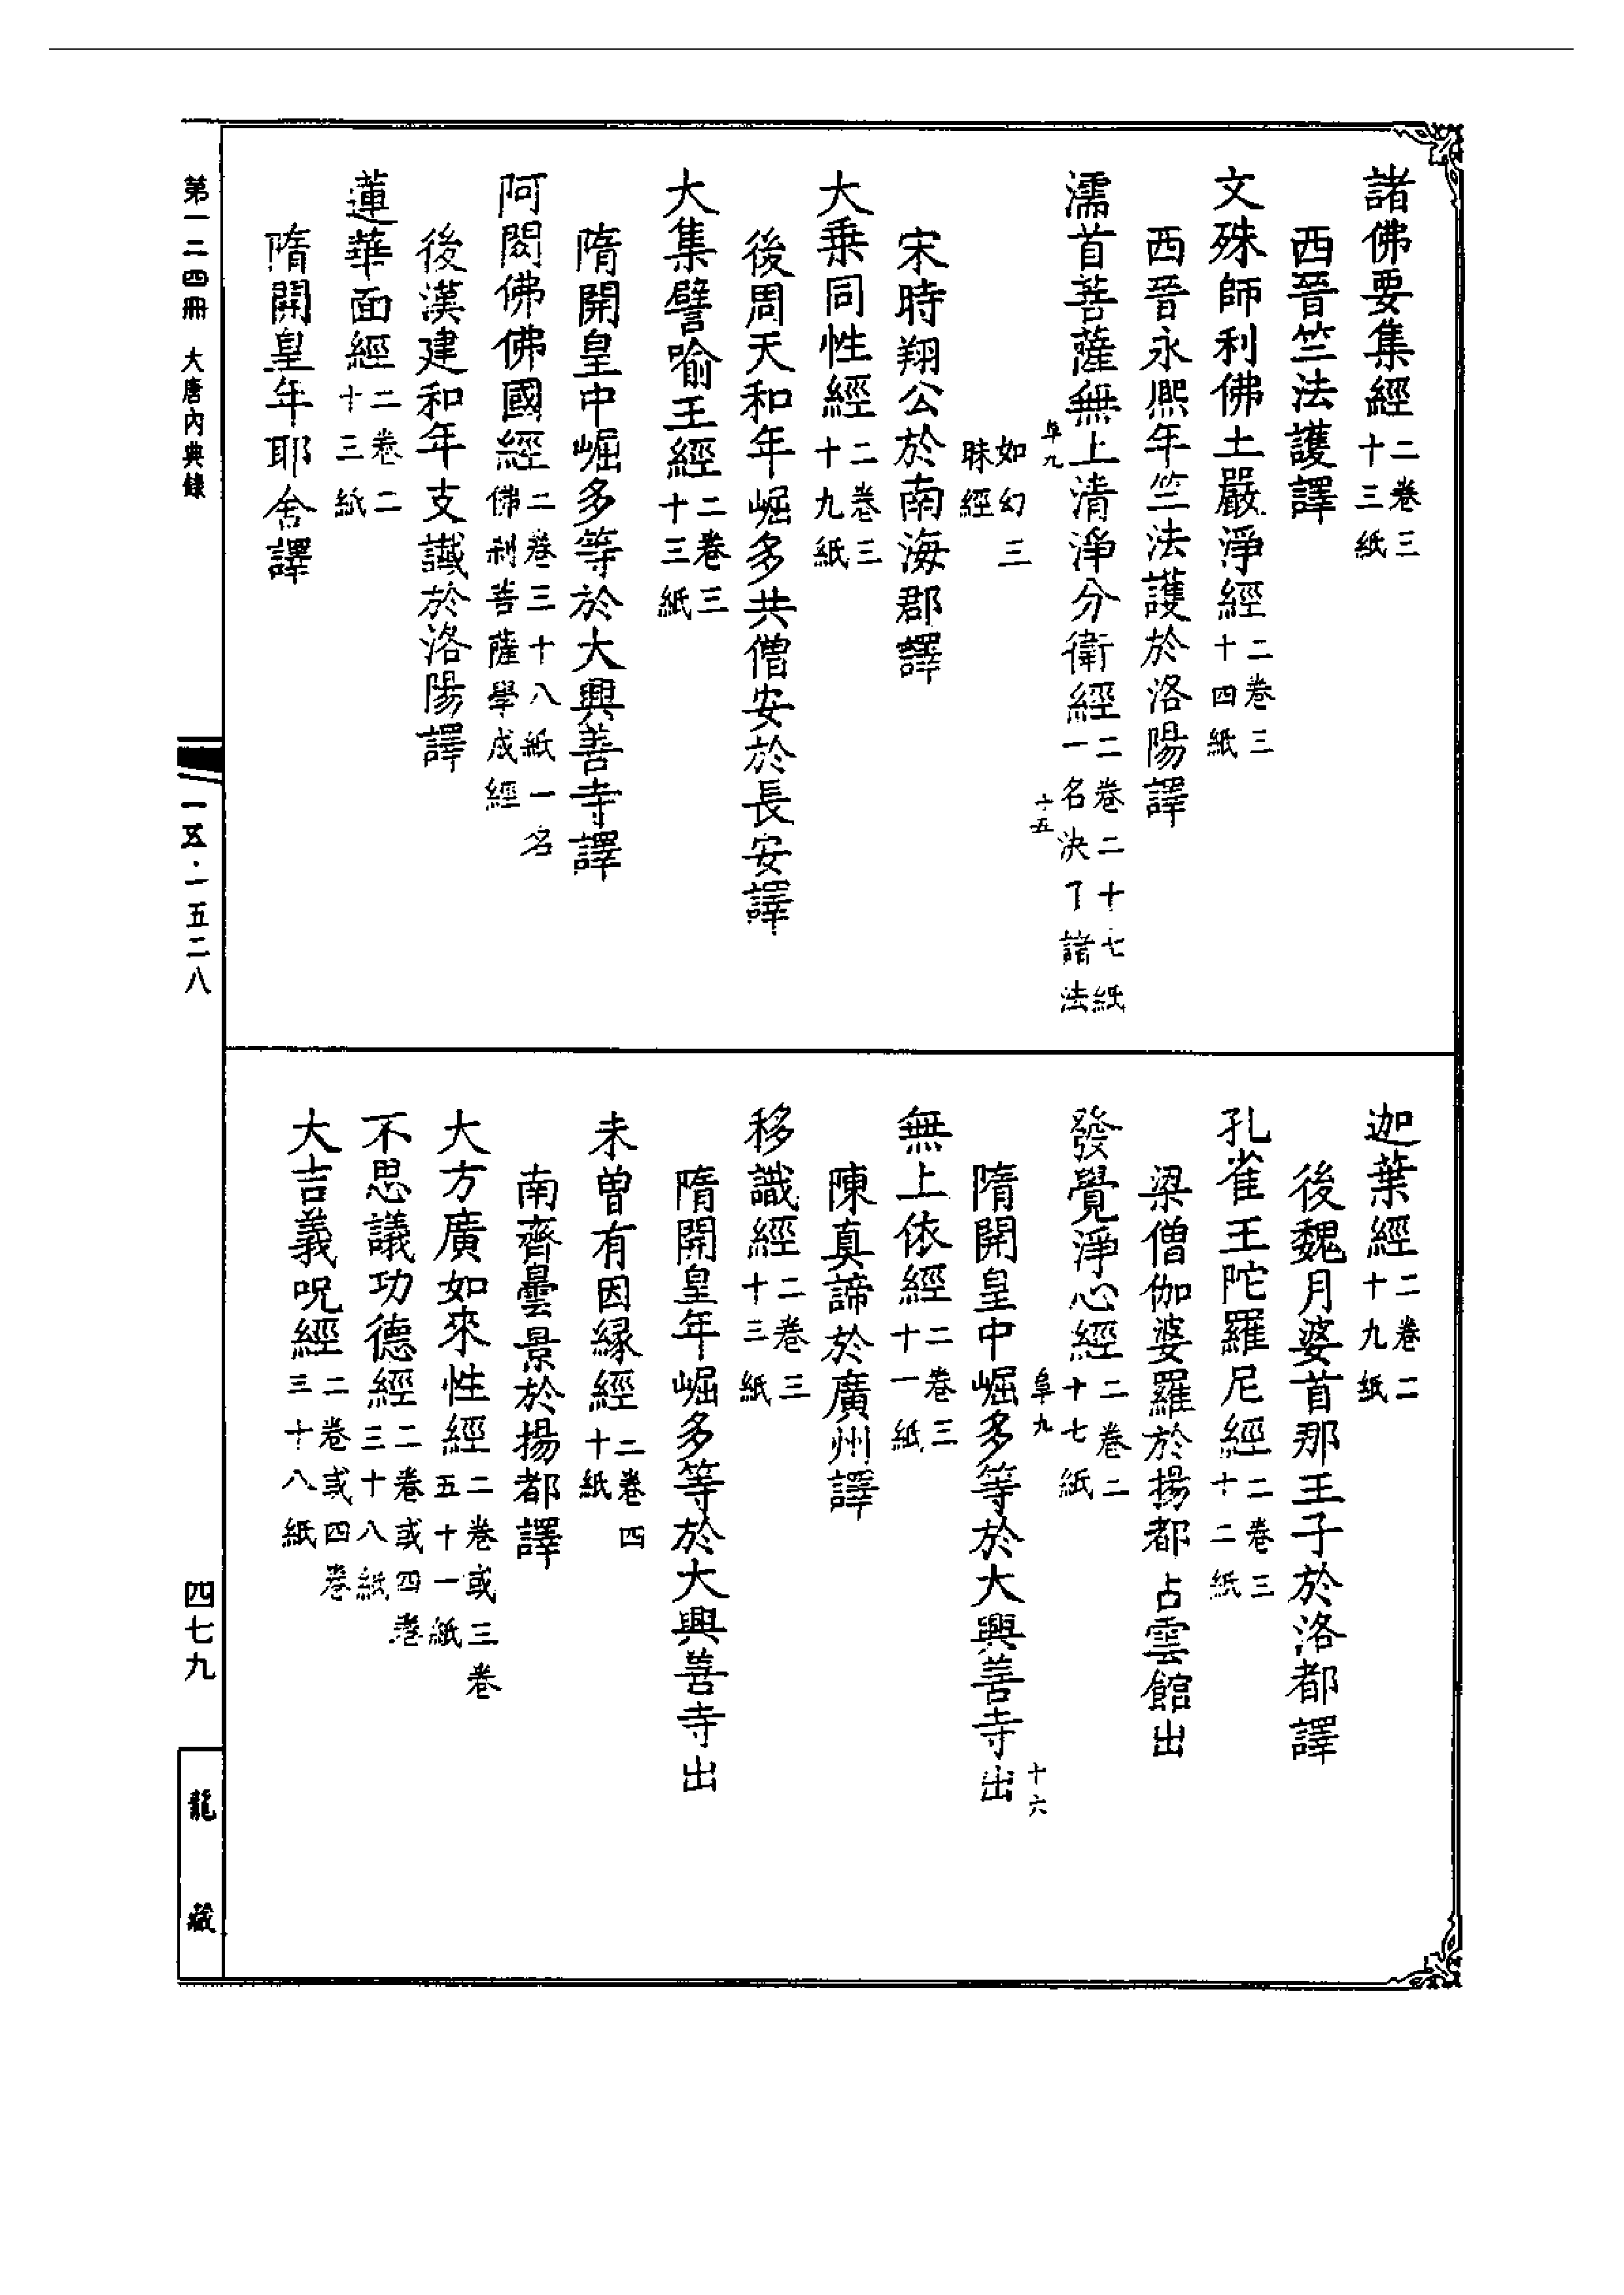 諸佛要集經二卷三十三紙
西晉竺法護譯
文殊師利佛土嚴淨經二卷三十四紙
西晉永熈年竺法護於洛陽譯
濡首菩薩無上清淨分衛經二卷二十七紙一名決了諸法
阜九
十五
如幻三昧經
宋時翔公於南海郡譯
大乗同性經二卷三十九紙
後周天和年崛多共僧安於長安譯
大集譬喻王經二卷三十三紙
隋開皇中崛多等於大興善寺譯
阿閦佛佛國經二卷三十八紙一名佛刹菩薩學成經
後漢建和年支讖於洛陽譯
蓮華面經二卷二十三紙
隋開皇年耶舍譯
迦葉經二卷二十九紙
後魏月婆首那王子於洛都譯
孔雀王陀羅尼經二卷三十二紙
梁僧伽婆羅於揚都占雲館出
發覺淨心經二卷二十七紙
阜九
十六
隋開皇中崛多等於大興善寺出
無上依經二卷三十一紙
陳真諦於廣州譯
移識經二卷三十三紙
隋開皇年崛多等於大興善寺出
未曽有因縁經二卷四十紙
南齊曇景於揚都譯
大方廣如來性經二卷或三卷五十一紙
不思議功德經二卷或四卷三十八紙
大吉義呪經二卷或四卷三十八紙
第一二四冊 大唐內典錄
一五·一五二八
四七九
龍藏